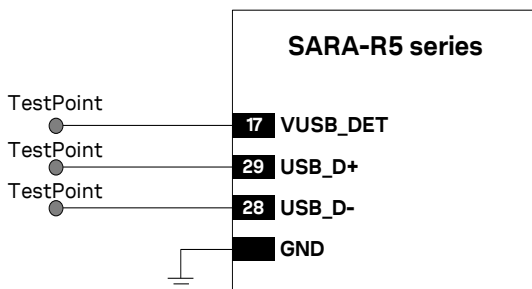 SARA-R5 series
TestPoint
17 VUSB_DET
TestPoint
29 USB_D+
TestPoint
28 USB_D-
GND